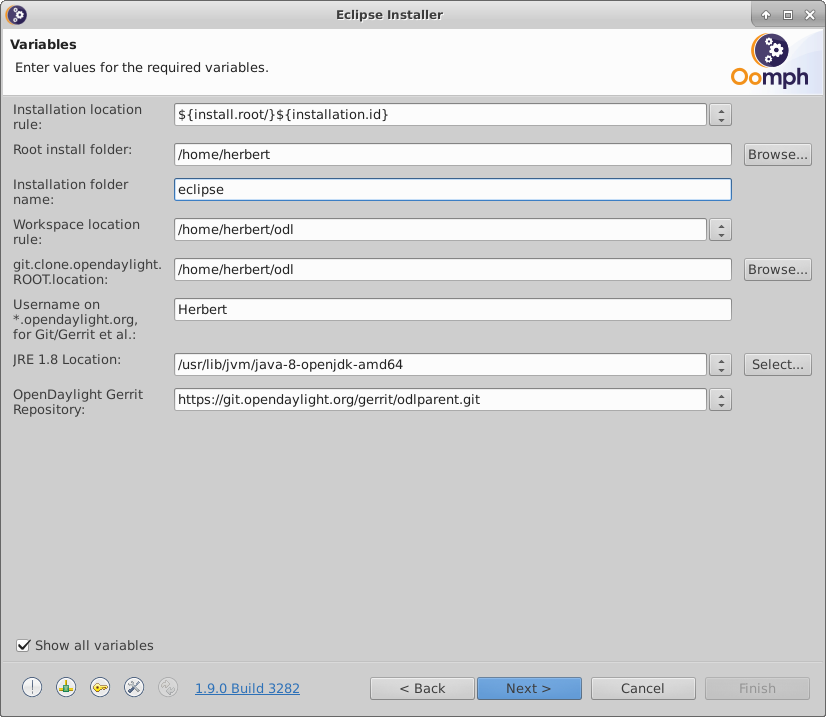 Eclipse Installer
Variables
Enter values for the required variables.
Oomph
Installation location
rule:
${install.root/}${installation.id}
Root install folder:
/home/herbert
Browse...
Installation folder
name:
eclipse
Workspace location
rule:
/home/herbert/odl
git.clone.opendaylight.
ROOT.location:
/home/herbert/odl
Browse...
Username on
*.opendaylight.org,
for Git/Gerrit et al.:
Herbert
JRE 1.8 Location:
/usr/lib/jvm/java-8-openjdk-amd64
Select...
OpenDaylight Gerrit
Repository:
https://git.opendaylight.org/gerrit/odlparent.git
Show all variables
1.9.0 Build 3282
< Back
Next >
Cancel
Finish